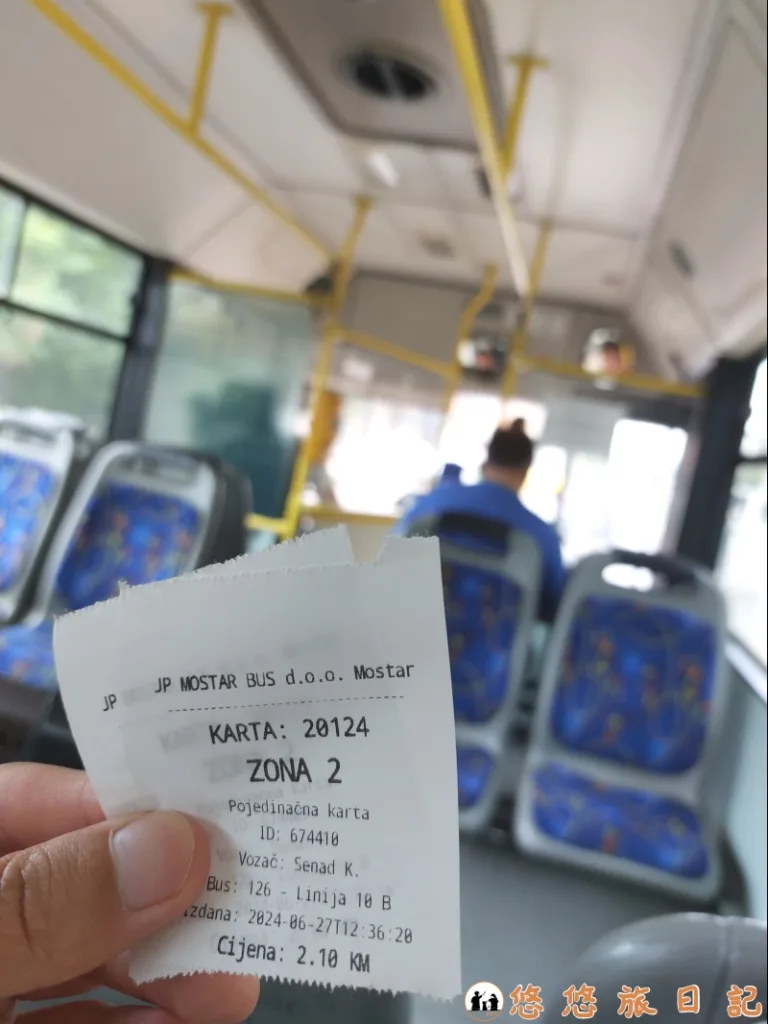 JP
JP MOSTAR BUS d.o.o. Mostar
KARTA: 20124
ZONA 2
Pojedinačna karta
ID: 674410
Vozač: Senad K.
Bus: 126 - Linija 10 B
Izdana: 2024-06-27T12:36:20
Cijena: 2.10 KM
悠悠旅日記